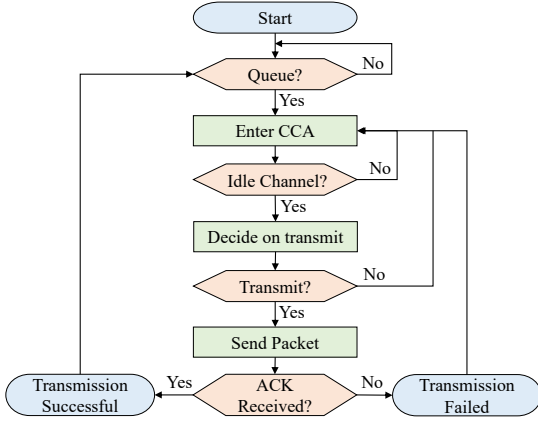 Start
No
Queue?
Yes
Enter CCA
Idle Channel?
No
Yes
Decide on transmit
Transmit?
No
Yes
Send Packet
Transmission
Successful
Yes
ACK
Received?
No
Transmission
Failed